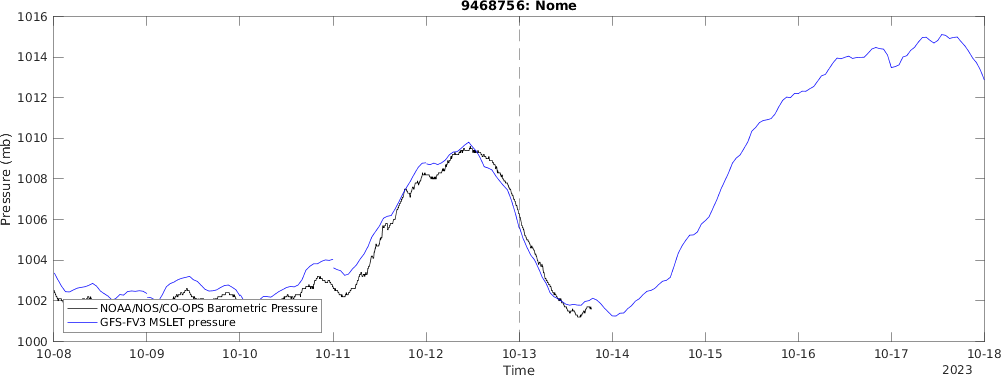 9468756: Nome
1016
1014
1012
1010
1008
1006
1004
1002
1000
Pressure (mb)
NOAA/NOS/CO-OPS Barometric Pressure
GFS-FV3 MSLET pressure
10-08 10-09 10-10 10-11 10-12 10-13 10-14 10-15 10-16 10-17 10-18
Time
2023